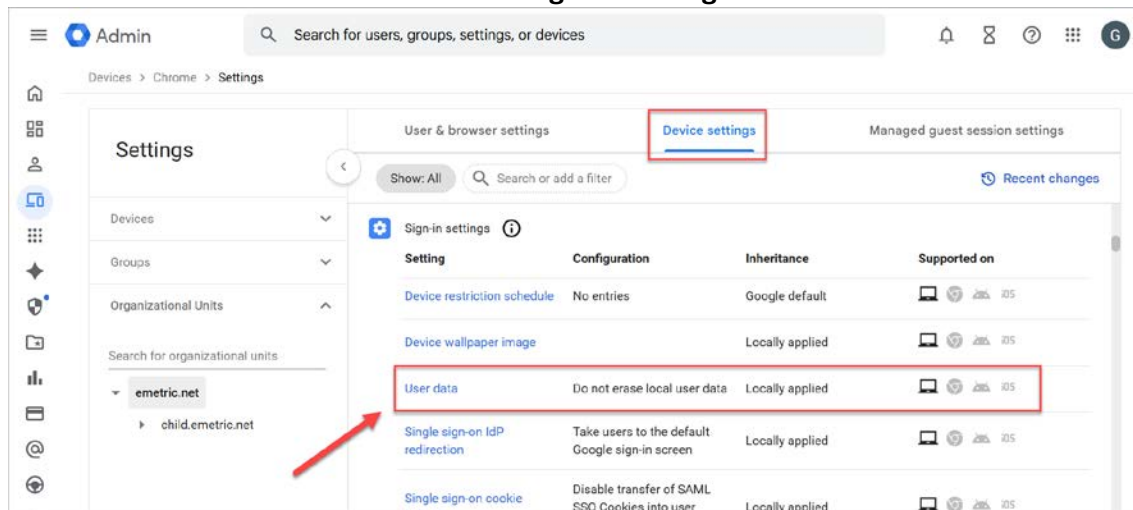 Admin
Search for users, groups, settings, or devices
G
Devices > Chrome > Settings
Settings
User & browser settings
Device settings
Managed guest session settings
Show: All
Search or add a filter
Recent changes
Devices
Groups
Organizational Units
Search for organizational units
emetric.net
child.emetric.net
Sign-in settings
Setting Configuration Inheritance Supported on
Device restriction schedule No entries Google default iOS
Device wallpaper image Locally applied iOS
User data Do not erase local user data Locally applied iOS
Single sign-on IdP
redirection
Take users to the default
Google sign-in screen
Locally applied iOS
Single sign-on cookie
Disable transfer of SAML
SSO Cookies into user
Locally applied iOS